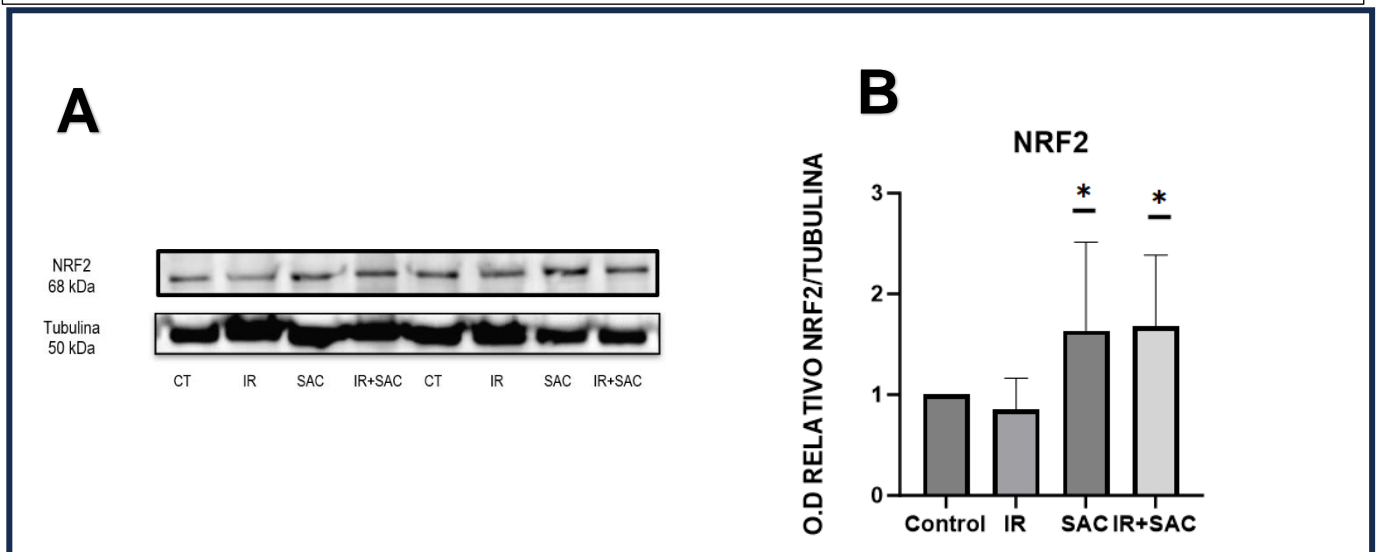 A
NRF2
68 kDa
Tubulina
50 kDa
CT IR SAC IR+SAC CT IR SAC IR+SAC
B
NRF2
O.D RELATIVO NRF2/TUBULINA
3
2
1
0
* *
Control IR SAC IR+SAC